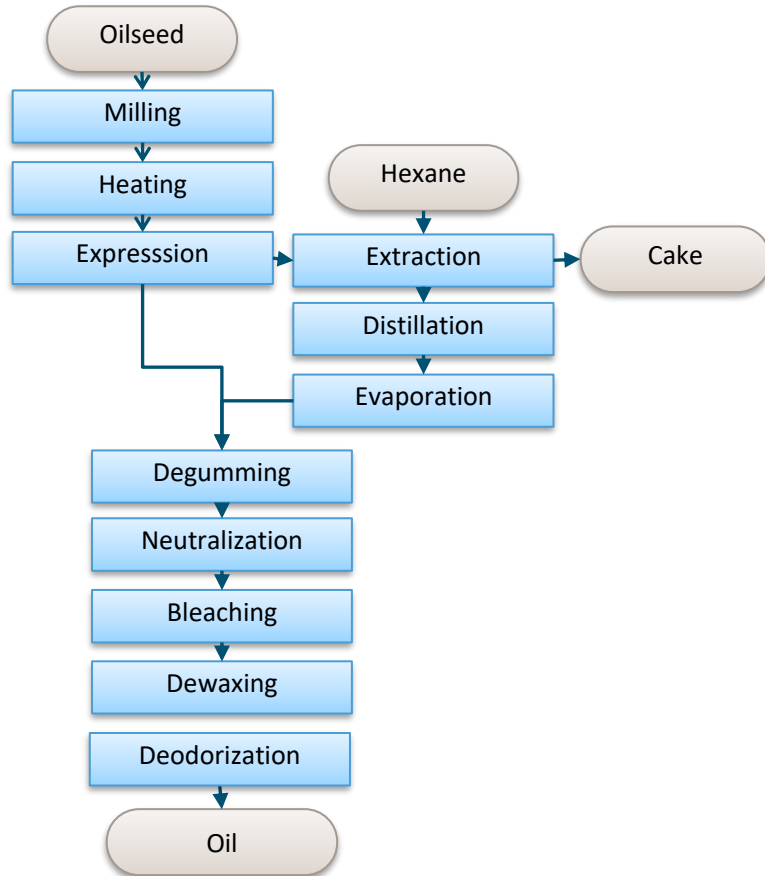 Oilseed
Milling
Heating
Hexane
Expresssion
Extraction
Cake
Distillation
Evaporation
Degumming
Neutralization
Bleaching
Dewaxing
Deodorization
Oil